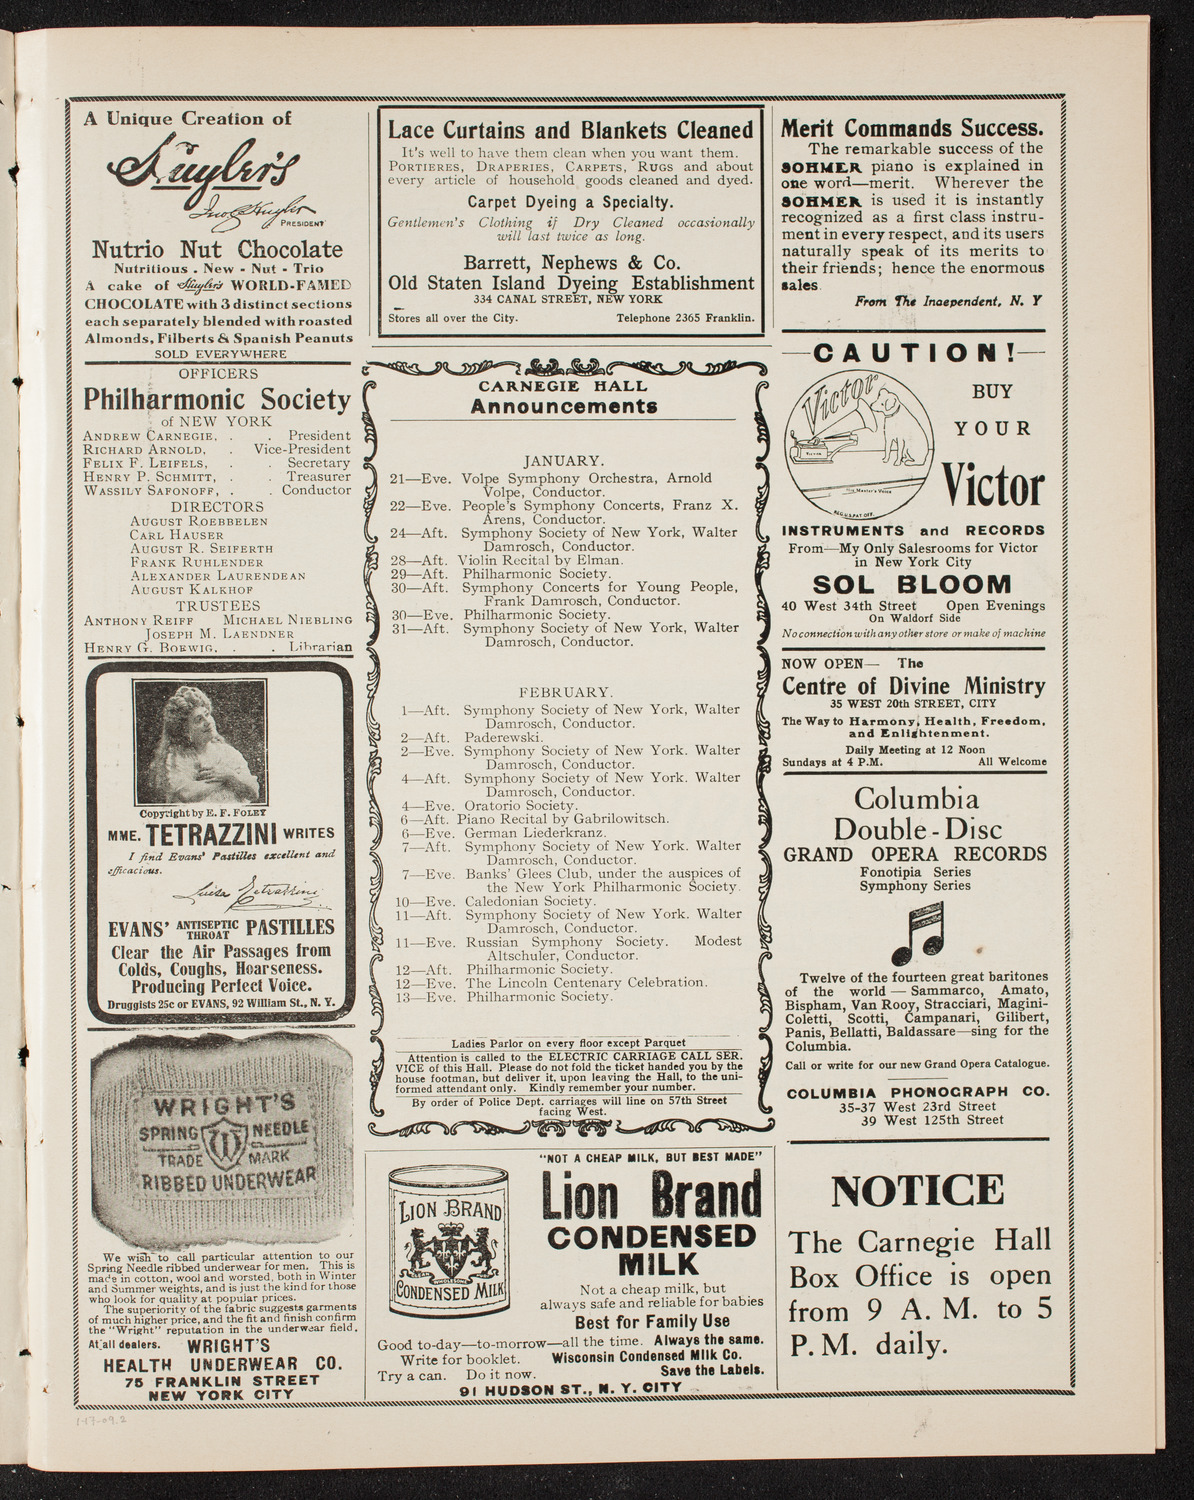 A Unique Creation of
Huyler's
Jno. S. Huyler
PRESIDENT
Nutrio Nut Chocolate
Nutritious . New - Nut - Trio
A cake of Huyler's WORLD-FAMED
CHOCOLATE with 3 distinct sections
each separately blended with roasted
Almonds, Filberts & Spanish Peanuts
SOLD EVERYWHERE
OFFICERS
Philharmonic Society
of NEW YORK
ANDREW CARNEGIE, . . President
RICHARD ARNOLD, . Vice-President
FELIX F. LEIFELS, . . Secretary
HENRY P. SCHMITT, . . Treasurer
WASSILY SAFONOFF, . . Conductor
DIRECTORS
AUGUST ROEBBELEN
CARL HAUSER
AUGUST R. SEIFERTH
FRANK RUHLENDER
ALEXANDER LAURENDEAN
AUGUST KALKHOF
TRUSTEES
ANTHONY REIFF MICHAEL NIEBLING
JOSEPH M. LAENDNER
HENRY G. BOEWIG, . . Librarian
Copyright by E. F. FOLEY
MME. TETRAZZINI WRITES
I find Evans' Pastilles excellent and
efficacious.
Luisa Tetrazzini
EVANS' ANTISEPTIC THROAT PASTILLES
Clear the Air Passages from
Colds, Coughs, Hoarseness.
Producing Perfect Voice.
Druggists 25c or EVANS, 92 William St., N. Y.
WRIGHT'S
SPRING NEEDLE
TRADE W MARK
RIBBED UNDERWEAR
We wish to call particular attention to our
Spring Needle ribbed underwear for men. This is
made in cotton, wool and worsted, both in Winter
and Summer weights, and is just the kind for those
who look for quality at popular prices.
The superiority of the fabric suggests garments
of much higher price, and the fit and finish confirm
the "Wright" reputation in the underwear field.
At all dealers. WRIGHT'S
HEALTH UNDERWEAR CO.
75 FRANKLIN STREET
NEW YORK CITY
1-17-09.2
Lace Curtains and Blankets Cleaned
It's well to have them clean when you want them.
PORTIERES, DRAPERIES, CARPETS, RUGS and about
every article of household goods cleaned and dyed.
Carpet Dyeing a Specialty.
Gentlemen's Clothing if Dry Cleaned occasionally
will last twice as long.
Barrett, Nephews & Co.
Old Staten Island Dyeing Establishment
334 CANAL STREET, NEW YORK
Stores all over the City. Telephone 2365 Franklin.
CARNEGIE HALL
Announcements
JANUARY.
21—Eve. Volpe Symphony Orchestra, Arnold
Volpe, Conductor.
22—Eve. People's Symphony Concerts, Franz X.
Arens, Conductor.
24—Aft. Symphony Society of New York, Walter
Damrosch, Conductor.
28—Aft. Violin Recital by Elman.
29—Aft. Philharmonic Society.
30—Aft. Symphony Concerts for Young People,
Frank Damrosch, Conductor.
30—Eve. Philharmonic Society.
31—Aft. Symphony Society of New York, Walter
Damrosch, Conductor.
FEBRUARY.
1—Aft. Symphony Society of New York, Walter
Damrosch, Conductor.
2—Aft. Paderewski.
2—Eve. Symphony Society of New York. Walter
Damrosch, Conductor.
4—Aft. Symphony Society of New York. Walter
Damrosch, Conductor.
4—Eve. Oratorio Society.
6—Aft. Piano Recital by Gabrilowitsch.
6—Eve. German Liederkranz.
7—Aft. Symphony Society of New York. Walter
Damrosch, Conductor.
7—Eve. Banks' Glees Club, under the auspices of
the New York Philharmonic Society.
10—Eve. Caledonian Society.
11—Aft. Symphony Society of New York. Walter
Damrosch, Conductor.
11—Eve. Russian Symphony Society. Modest
Altschuler, Conductor.
12—Aft. Philharmonic Society.
12—Eve. The Lincoln Centenary Celebration.
13—Eve. Philharmonic Society.
Ladies Parlor on every floor except Parquet
Attention is called to the ELECTRIC CARRIAGE CALL SER.
VICE of this Hall. Please do not fold the ticket handed you by the
house footman, but deliver it, upon leaving the Hall, to the uni-
formed attendant only. Kindly remember your number.
By order of Police Dept. carriages will line on 57th Street
facing West.
LION BRAND
CONDENSED MILK
"NOT A CHEAP MILK, BUT BEST MADE"
Lion Brand
CONDENSED
MILK
Not a cheap milk, but
always safe and reliable for babies
Best for Family Use
Good to-day—to-morrow—all the time. Always the same.
Write for booklet. Wisconsin Condensed Milk Co.
Try a can. Do it now. Save the Labels.
91 HUDSON ST., N. Y. CITY
Merit Commands Success.
The remarkable success of the
SOHMER piano is explained in
one word—merit. Wherever the
SOHMER is used it is instantly
recognized as a first class instru-
ment in every respect, and its users
naturally speak of its merits to
their friends; hence the enormous
sales
From The Independent, N. Y
CAUTION!
Victor
VICTOR
His Master's Voice
REG. U.S. PAT. OFF.
BUY
YOUR
Victor
INSTRUMENTS and RECORDS
From—My Only Salesrooms for Victor
in New York City
SOL BLOOM
40 West 34th Street Open Evenings
On Waldorf Side
No connection with any other store or make of machine
NOW OPEN— The
Centre of Divine Ministry
35 WEST 20th STREET, CITY
The Way to Harmony, Health, Freedom,
and Enlightenment.
Daily Meeting at 12 Noon
Sundays at 4 P.M. All Welcome
Columbia
Double-Disc
GRAND OPERA RECORDS
Fonotipia Series
Symphony Series
Twelve of the fourteen great baritones
of the world — Sammarco, Amato,
Bispham, Van Rooy, Stracciari, Magini-
Coletti, Scotti, Campanari, Gilibert,
Panis, Bellatti, Baldassare—sing for the
Columbia.
Call or write for our new Grand Opera Catalogue.
COLUMBIA PHONOGRAPH CO.
35-37 West 23rd Street
39 West 125th Street
NOTICE
The Carnegie Hall
Box Office is open
from 9 A. M. to 5
P. M. daily.